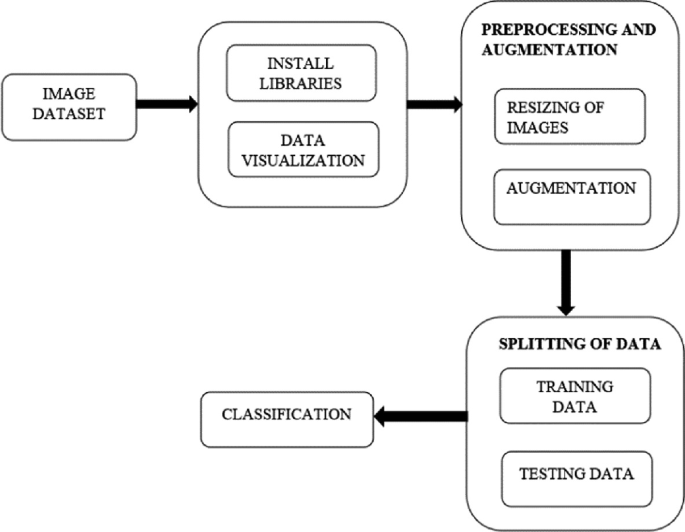 IMAGE
DATASET
INSTALL
LIBRARIES
DATA
VISUALIZATION
PREPROCESSING AND
AUGMENTATION
RESIZING OF
IMAGES
AUGMENTATION
SPLITTING OF DATA
TRAINING
DATA
TESTING DATA
CLASSIFICATION